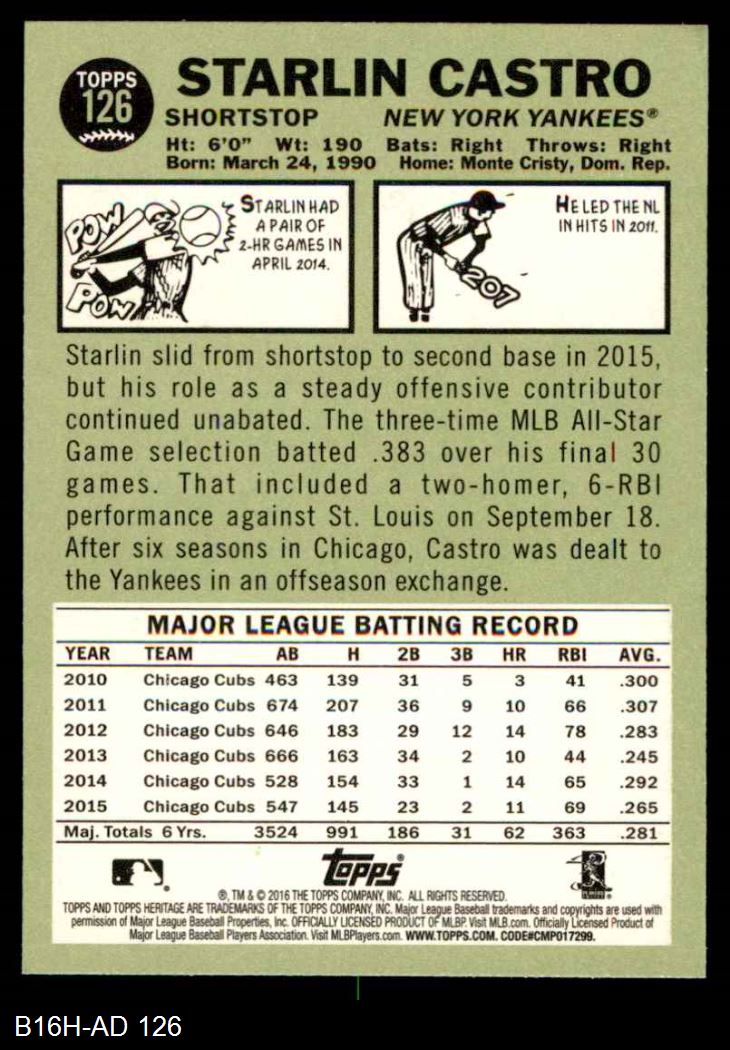 TOPPS
126
STARLIN CASTRO
SHORTSTOP NEW YORK YANKEES®
Ht: 6'0" Wt: 190 Bats: Right Throws: Right
Born: March 24, 1990 Home: Monte Cristy, Dom. Rep.
POW
POW
STARLIN HAD
A PAIR OF
2-HR GAMES IN
APRIL 2014.
HE LED THE NL
IN HITS IN 2011.
207
Starlin slid from shortstop to second base in 2015,
but his role as a steady offensive contributor
continued unabated. The three-time MLB All-Star
Game selection batted .383 over his final 30
games. That included a two-homer, 6-RBI
performance against St. Louis on September 18.
After six seasons in Chicago, Castro was dealt to
the Yankees in an offseason exchange.
MAJOR LEAGUE BATTING RECORD
YEAR TEAM AB H 2B 3B HR RBI AVG.
2010 Chicago Cubs 463 139 31 5 3 41 .300
2011 Chicago Cubs 674 207 36 9 10 66 .307
2012 Chicago Cubs 646 183 29 12 14 78 .283
2013 Chicago Cubs 666 163 34 2 10 44 .245
2014 Chicago Cubs 528 154 33 1 14 65 .292
2015 Chicago Cubs 547 145 23 2 11 69 .265
Maj. Totals 6 Yrs. 3524 991 186 31 62 363 .281
topps®
®, TM & © 2016 THE TOPPS COMPANY, INC. ALL RIGHTS RESERVED.
TOPPS AND TOPPS HERITAGE ARE TRADEMARKS OF THE TOPPS COMPANY, INC. Major League Baseball trademarks and copyrights are used with
permission of Major League Baseball Properties, Inc. OFFICIALLY LICENSED PRODUCT OF MLBP. Visit MLB.com. Officially Licensed Product of
Major League Baseball Players Association. Visit MLBPlayers.com. WWW.TOPPS.COM. CODE#CMP017299.
B16H-AD 126